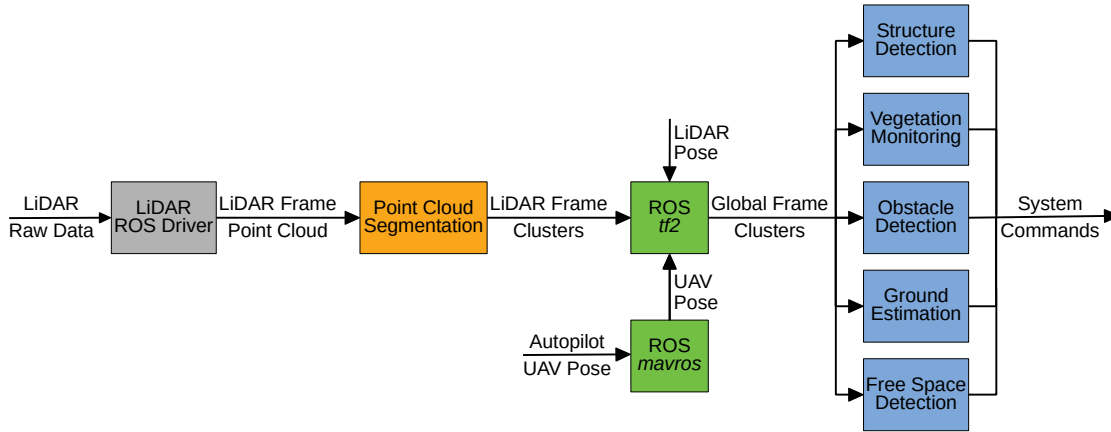 LiDAR
Raw Data
LiDAR
ROS Driver
LiDAR Frame
Point Cloud
Point Cloud
Segmentation
LiDAR Frame
Clusters
LiDAR
Pose
ROS
tf2
UAV
Pose
Autopilot
UAV Pose
ROS
mavros
Global Frame
Clusters
Structure
Detection
Vegetation
Monitoring
Obstacle
Detection
Ground
Estimation
Free Space
Detection
System
Commands